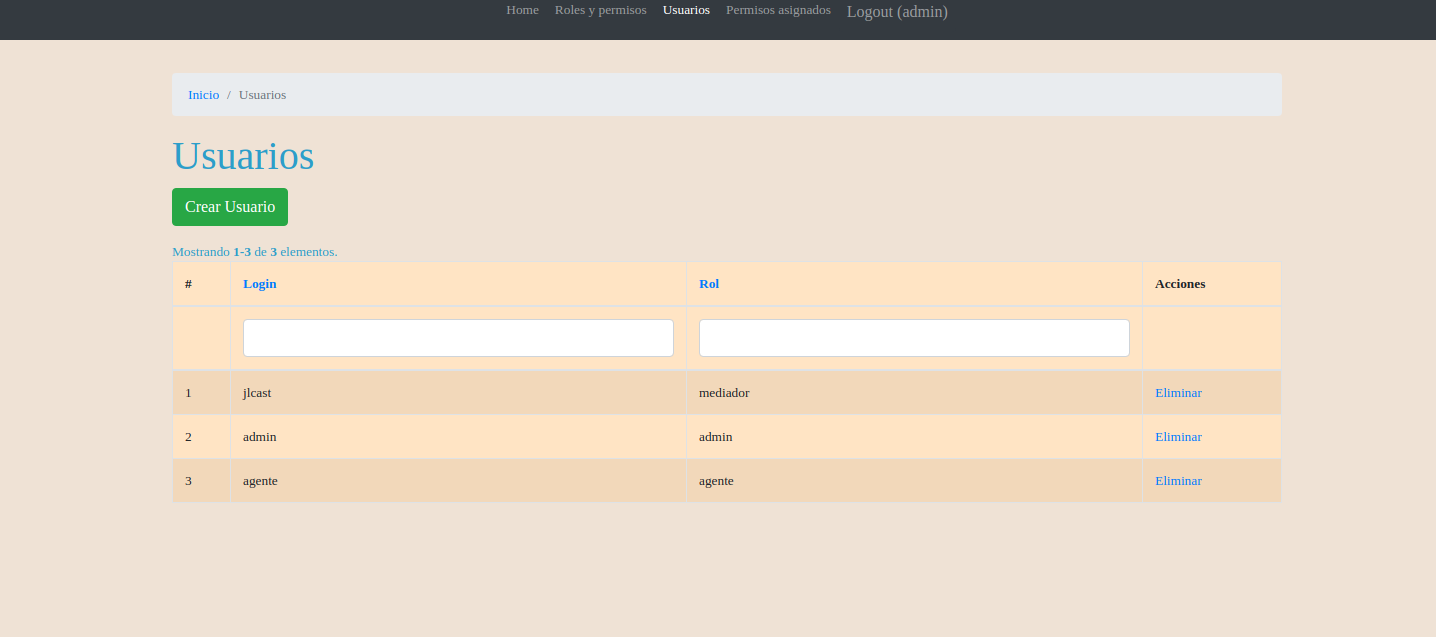 Home Roles y permisos Usuarios Permisos asignados Logout (admin)
Inicio / Usuarios
Usuarios
Crear Usuario
Mostrando 1-3 de 3 elementos.
# Login Rol Acciones
1 jlcast mediador Eliminar
2 admin admin Eliminar
3 agente agente Eliminar